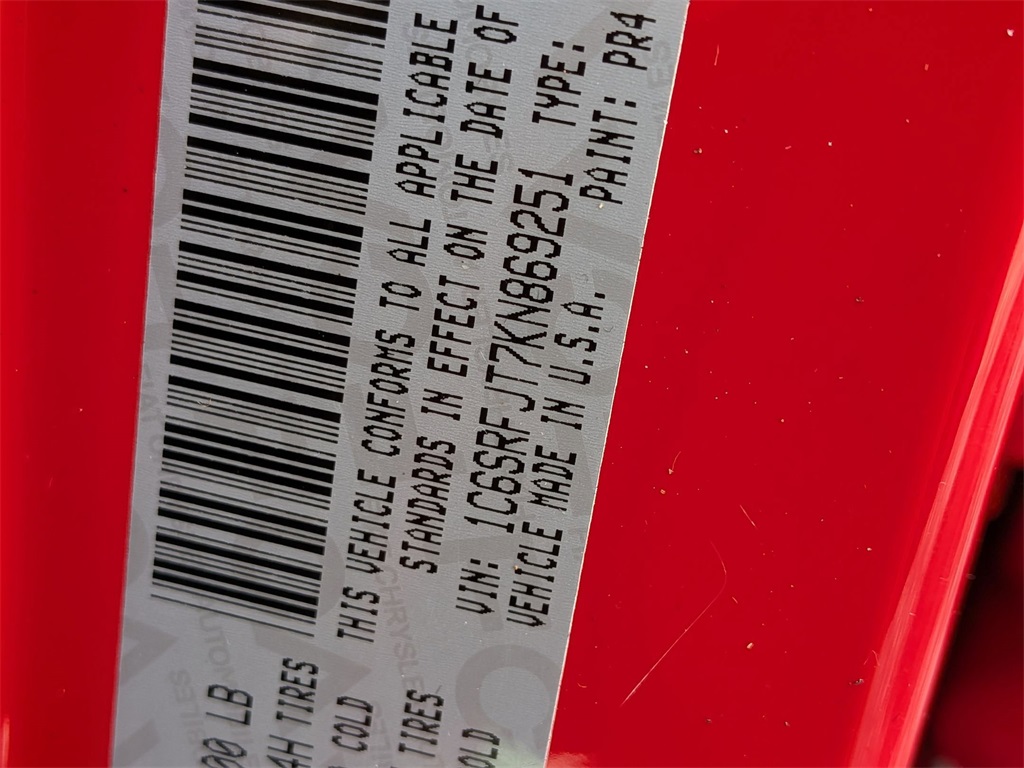 THIS VEHICLE CONFORMS TO ALL APPLICABLE
STANDARDS IN EFFECT ON THE DATE OF
VIN: 1C6SRFJT7KN869251 TYPE:
VEHICLE MADE IN U.S.A.
PAINT: PR4
00 LB
4H TIRES
COLD
TIRES
OLD